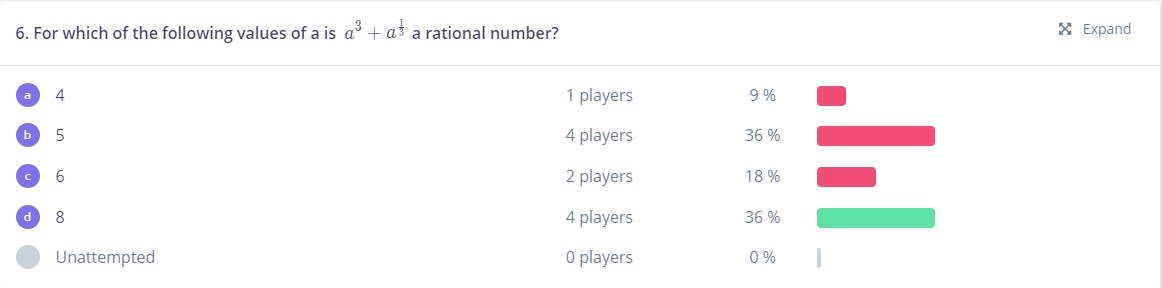 6. For which of the following values of a is a³ + a^{1/3} a rational number?
Expand
a 4 1 players 9 %
b 5 4 players 36 %
c 6 2 players 18 %
d 8 4 players 36 %
Unattempted 0 players 0 %